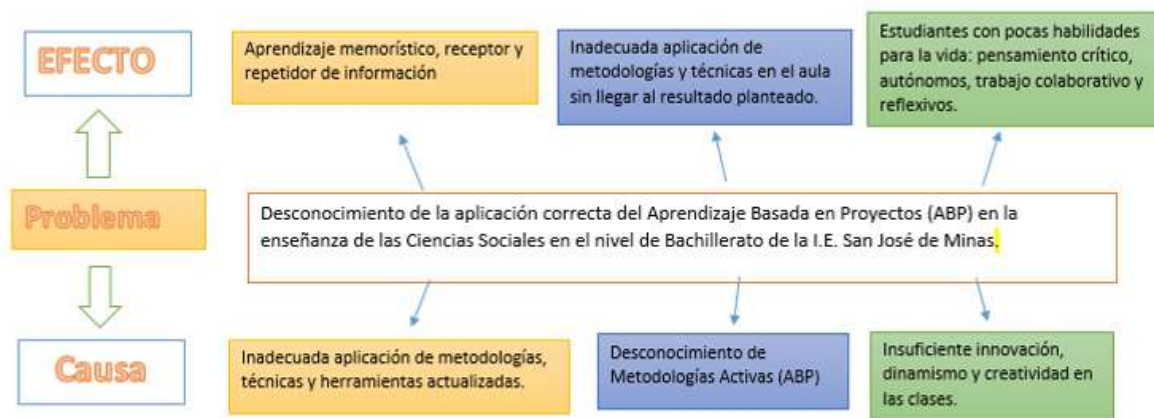 EFECTO
Aprendizaje memorístico, receptor y
repetidor de información
Inadecuada aplicación de
metodologías y técnicas en el aula
sin llegar al resultado planteado.
Estudiantes con pocas habilidades
para la vida: pensamiento crítico,
autónomos, trabajo colaborativo y
reflexivos.
Problema
Desconocimiento de la aplicación correcta del Aprendizaje Basada en Proyectos (ABP) en la
enseñanza de las Ciencias Sociales en el nivel de Bachillerato de la I.E. San José de Minas.
Causa
Inadecuada aplicación de metodologías,
técnicas y herramientas actualizadas.
Desconocimiento de
Metodologías Activas (ABP)
Insuficiente innovación,
dinamismo y creatividad en
las clases.